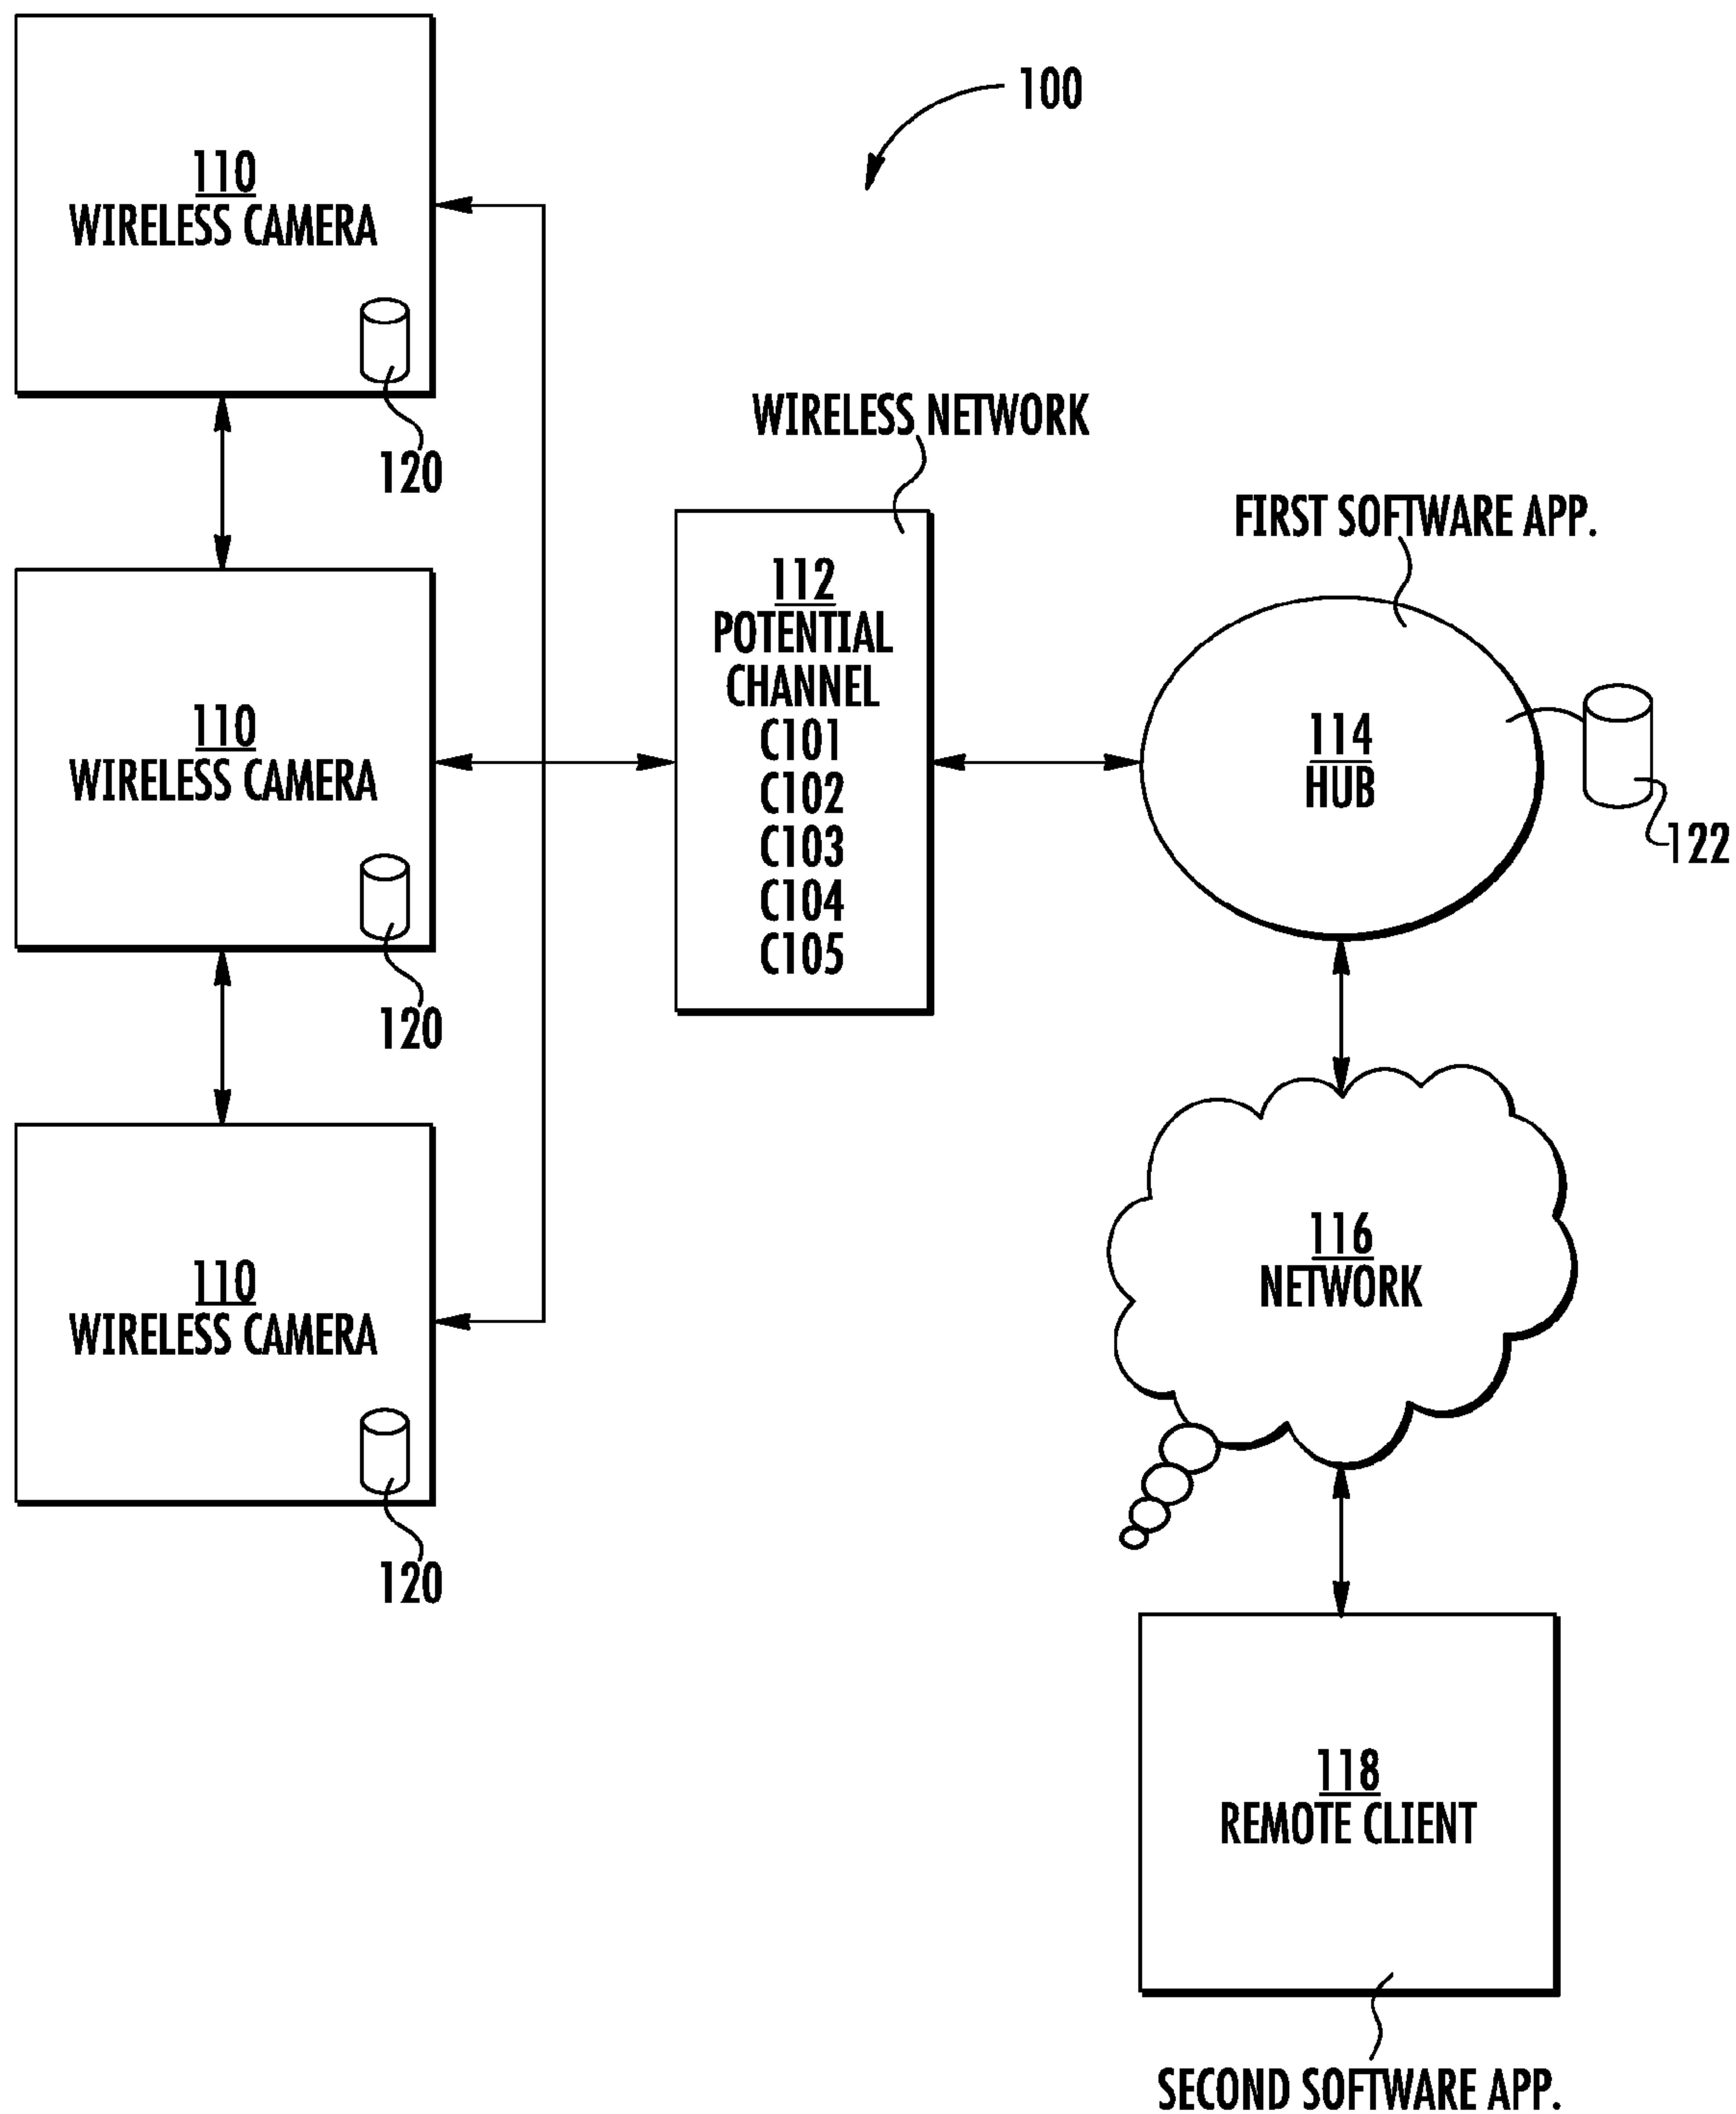 100
110
WIRELESS CAMERA
120
WIRELESS NETWORK
FIRST SOFTWARE APP.
112
POTENTIAL
CHANNEL
C101
C102
C103
C104
C105
110
WIRELESS CAMERA
120
114
HUB
122
110
WIRELESS CAMERA
120
116
NETWORK
118
REMOTE CLIENT
SECOND SOFTWARE APP.